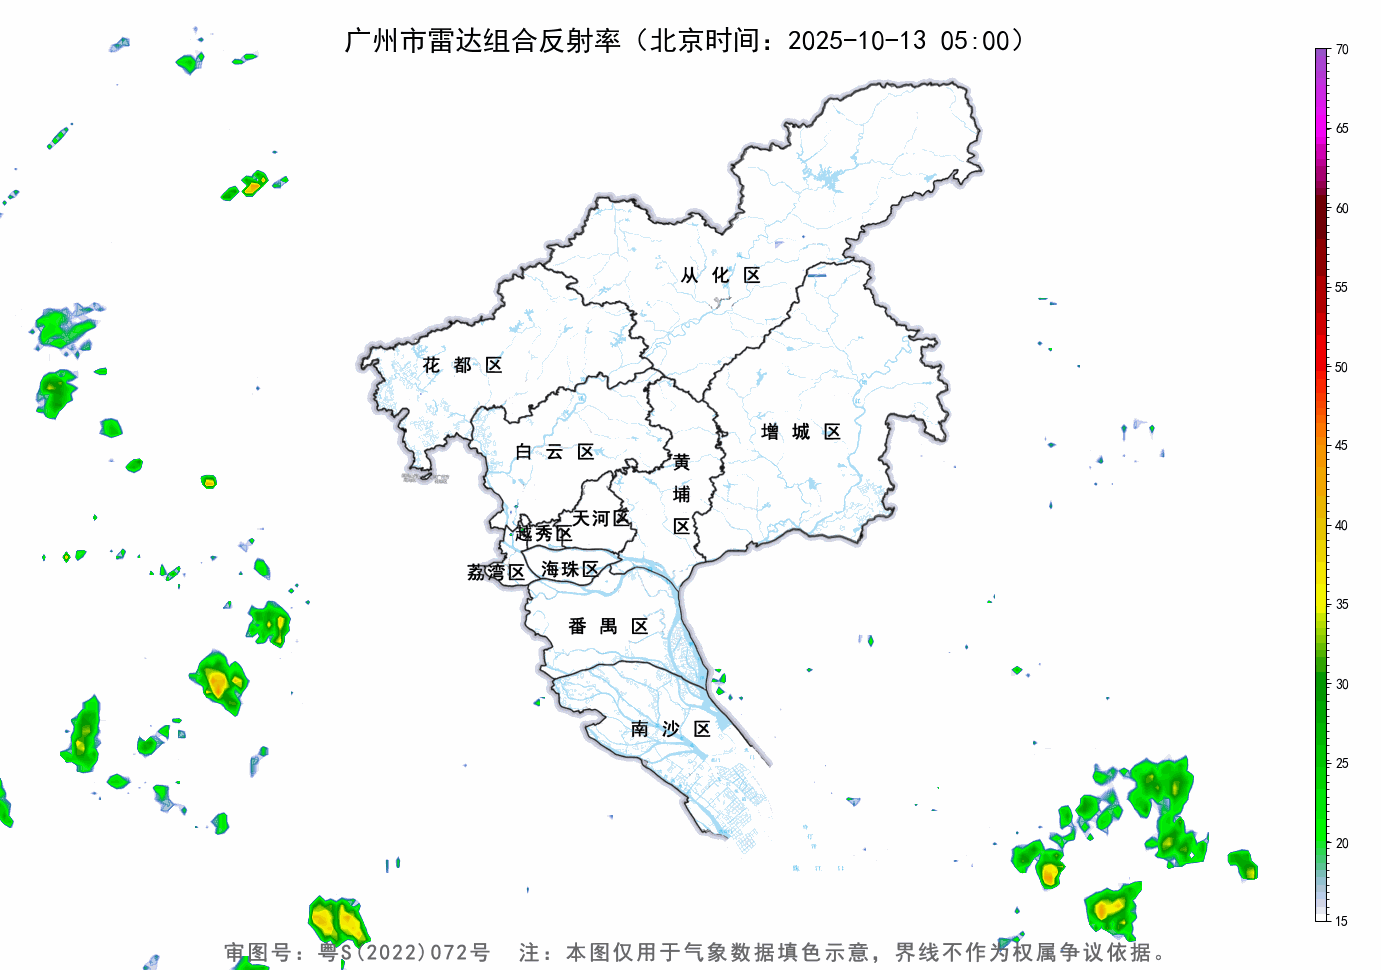 广州市雷达组合反射率（北京时间：2025-10-13 05:00）
70
65
60
55
50
45
40
35
30
25
20
15
从化区
花都区
增城区
白云区
黄埔区
天河区
越秀区
荔湾区
海珠区
番禺区
南沙区
审图号：粤S(2022)072号 注：本图仅用于气象数据填色示意，界线不作为权属争议依据。